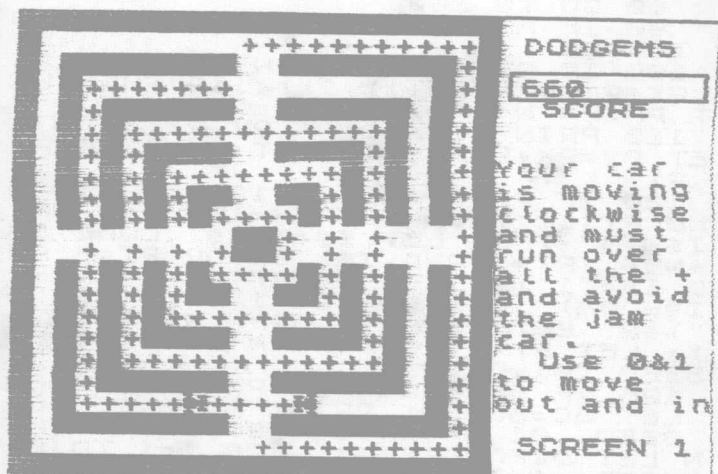 DODGEMS
660
SCORE
Your car
is moving
clockwise
and must
run over
all the +
and avoid
the jam
car.
Use 0&1
to move
out and in
SCREEN 1